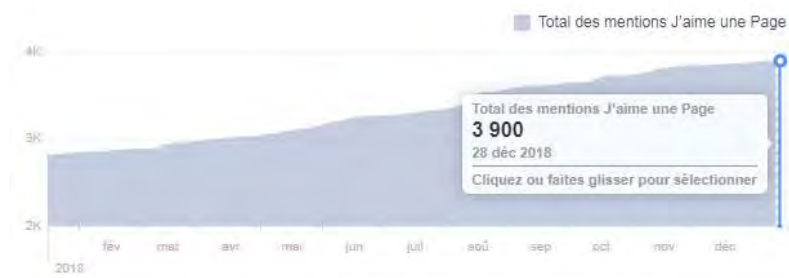 Total des mentions J'aime une Page
4K
3K
2K
Total des mentions J'aime une Page
3 900
28 déc 2018
Cliquez ou faites glisser pour sélectionner
fév mar avr mai jun juil aoû sep oct nov déc
2018